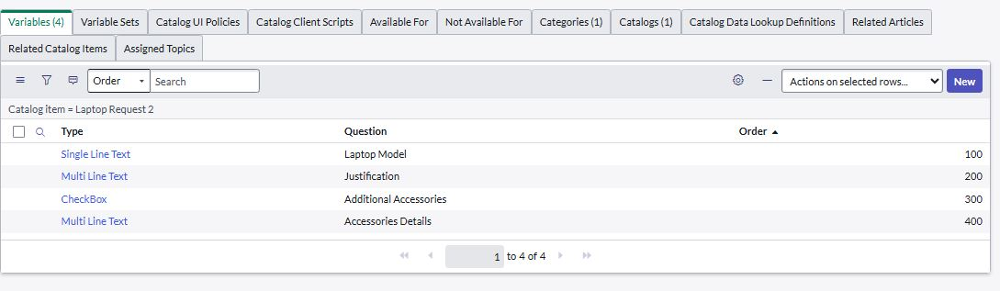 Variables (4) Variable Sets Catalog UI Policies Catalog Client Scripts Available For Not Available For Categories (1) Catalogs (1) Catalog Data Lookup Definitions Related Articles
Related Catalog Items Assigned Topics
Order Search Actions on selected rows... New
Catalog item = Laptop Request 2
Type Question Order
Single Line Text Laptop Model 100
Multi Line Text Justification 200
CheckBox Additional Accessories 300
Multi Line Text Accessories Details 400
1 to 4 of 4